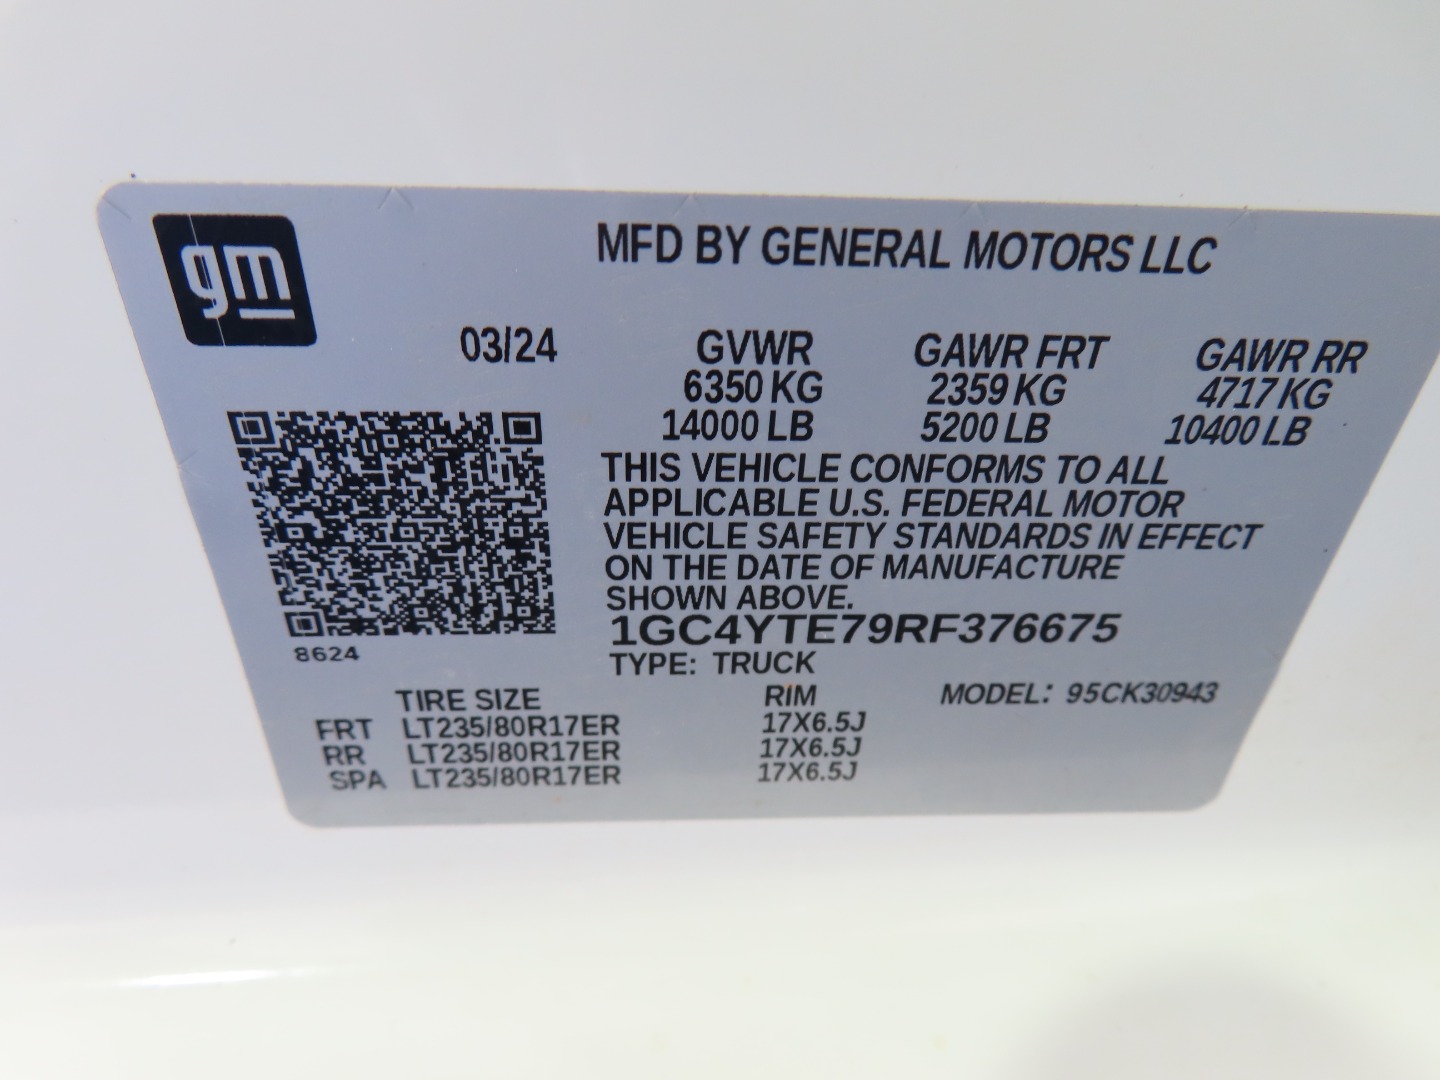 gm
MFD BY GENERAL MOTORS LLC
03/24 GVWR GAWR FRT GAWR RR
6350 KG 2359 KG 4717 KG
14000 LB 5200 LB 10400 LB
THIS VEHICLE CONFORMS TO ALL
APPLICABLE U.S. FEDERAL MOTOR
VEHICLE SAFETY STANDARDS IN EFFECT
ON THE DATE OF MANUFACTURE
SHOWN ABOVE.
1GC4YTE79RF376675
8624
TYPE: TRUCK
TIRE SIZE RIM MODEL: 95CK30943
FRT LT235/80R17ER 17X6.5J
RR LT235/80R17ER 17X6.5J
SPA LT235/80R17ER 17X6.5J